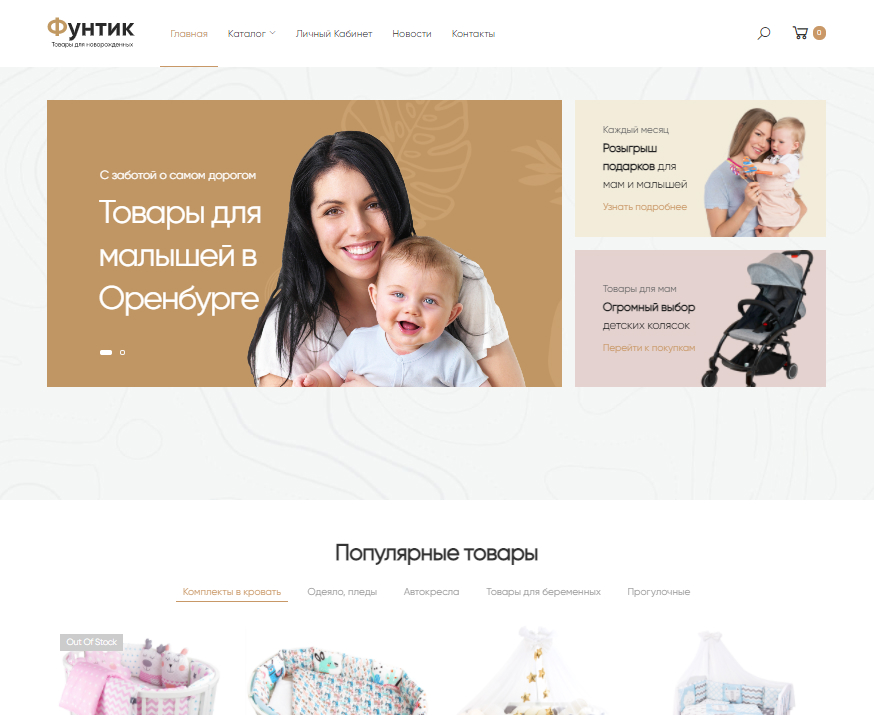 Фунтик
Товары для новорожденных
Главная
Каталог
Личный Кабинет
Новости
Контакты
0
С заботой о самом дорогом
Товары для
малышей в
Оренбурге
Каждый месяц
Розыгрыш
подарков для
мам и малышей
Узнать подробнее
Товары для мам
Огромный выбор
детских колясок
Перейти к покупкам
Популярные товары
Комплекты в кровать
Одеяло, пледы
Автокресла
Товары для беременных
Прогулочные
Out Of Stock